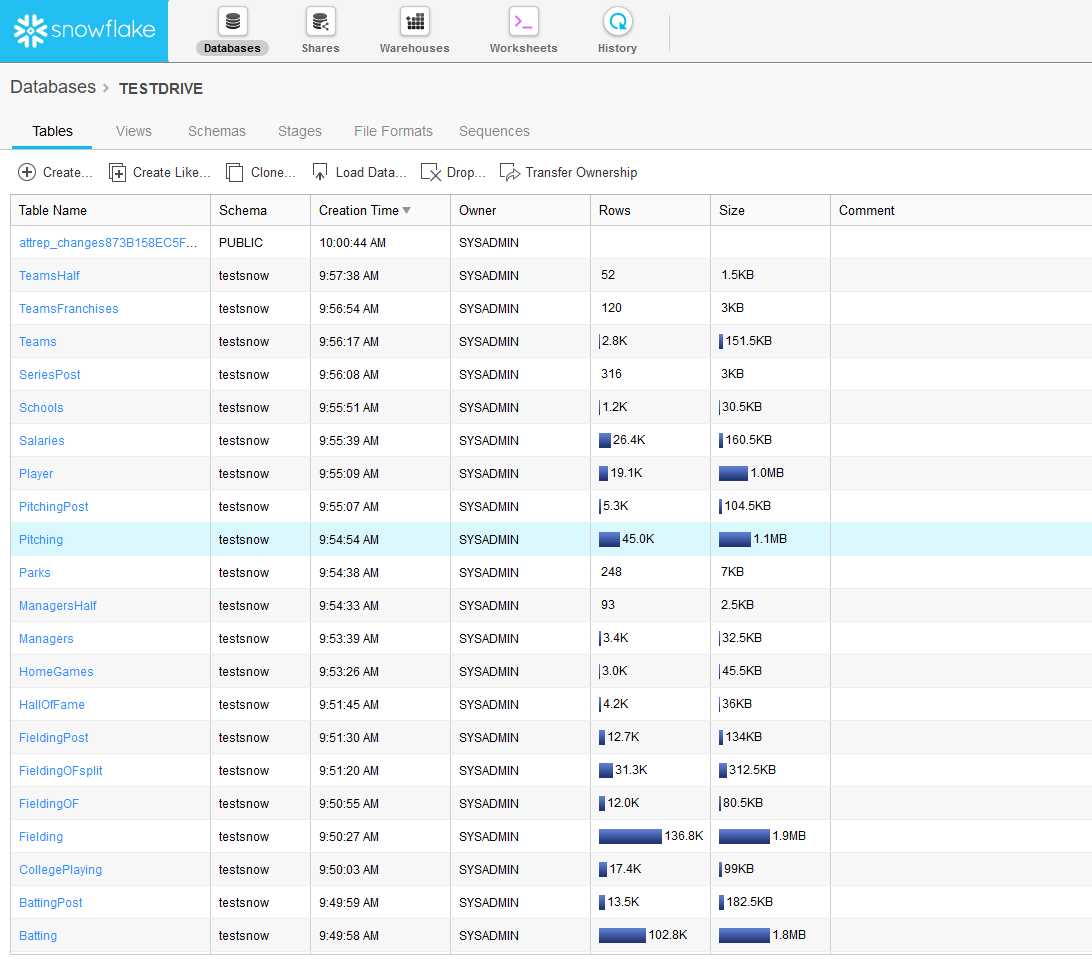 snowflake
Databases Shares Warehouses Worksheets History
Databases › TESTDRIVE
Tables Views Schemas Stages File Formats Sequences
Create... Create Like... Clone... Load Data... Drop... Transfer Ownership
Table Name Schema Creation Time Owner Rows Size Comment
attrep_changes873B158EC5F... PUBLIC 10:00:44 AM SYSADMIN
TeamsHalf testsnow 9:57:38 AM SYSADMIN 52 1.5KB
TeamsFranchises testsnow 9:56:54 AM SYSADMIN 120 3KB
Teams testsnow 9:56:17 AM SYSADMIN 2.8K 151.5KB
SeriesPost testsnow 9:56:08 AM SYSADMIN 316 3KB
Schools testsnow 9:55:51 AM SYSADMIN 1.2K 30.5KB
Salaries testsnow 9:55:39 AM SYSADMIN 26.4K 160.5KB
Player testsnow 9:55:09 AM SYSADMIN 19.1K 1.0MB
PitchingPost testsnow 9:55:07 AM SYSADMIN 5.3K 104.5KB
Pitching testsnow 9:54:54 AM SYSADMIN 45.0K 1.1MB
Parks testsnow 9:54:38 AM SYSADMIN 248 7KB
ManagersHalf testsnow 9:54:33 AM SYSADMIN 93 2.5KB
Managers testsnow 9:53:39 AM SYSADMIN 3.4K 32.5KB
HomeGames testsnow 9:53:26 AM SYSADMIN 3.0K 45.5KB
HallOfFame testsnow 9:51:45 AM SYSADMIN 4.2K 36KB
FieldingPost testsnow 9:51:30 AM SYSADMIN 12.7K 134KB
FieldingOFsplit testsnow 9:51:20 AM SYSADMIN 31.3K 312.5KB
FieldingOF testsnow 9:50:55 AM SYSADMIN 12.0K 80.5KB
Fielding testsnow 9:50:27 AM SYSADMIN 136.8K 1.9MB
CollegePlaying testsnow 9:50:03 AM SYSADMIN 17.4K 99KB
BattingPost testsnow 9:49:59 AM SYSADMIN 13.5K 182.5KB
Batting testsnow 9:49:58 AM SYSADMIN 102.8K 1.8MB